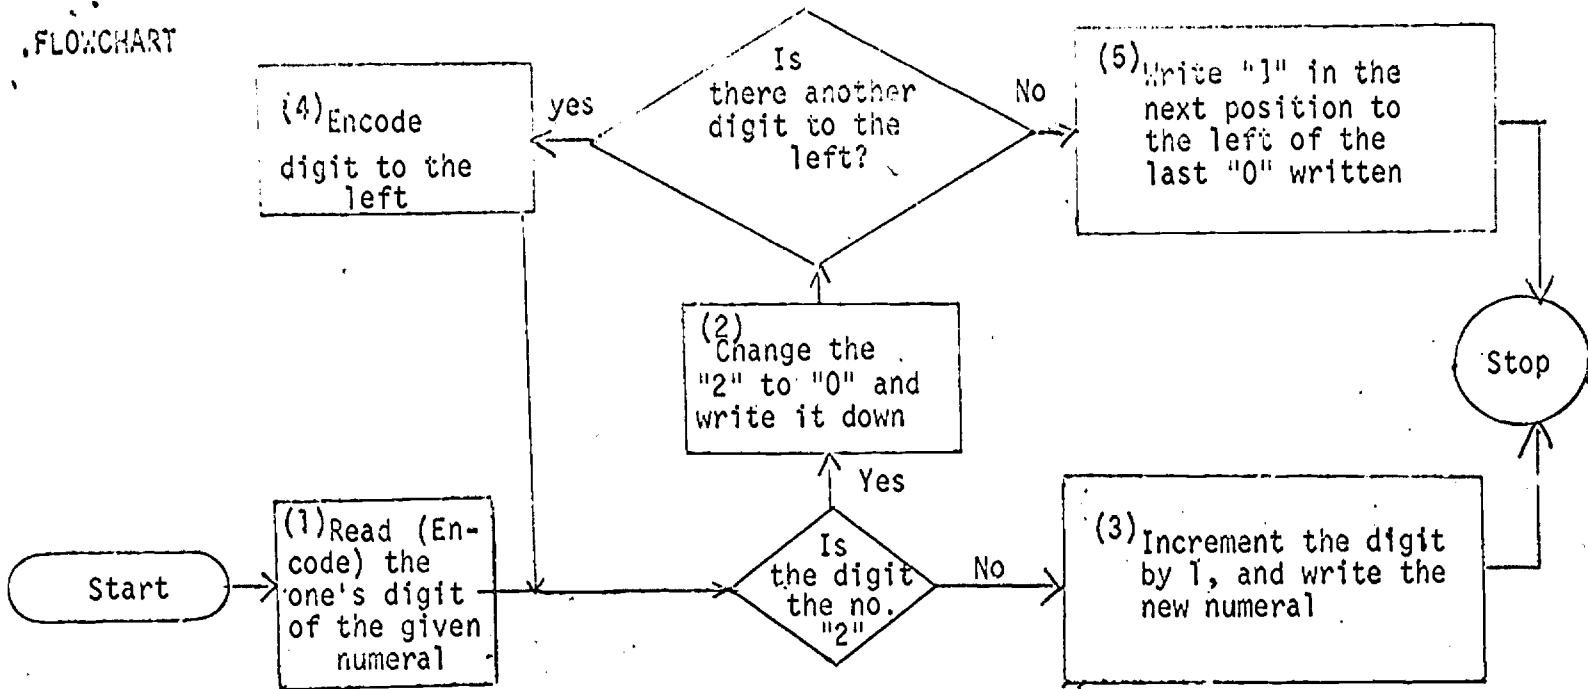 FLOWCHART
(4) Encode
digit to the
left
yes
Is
there another
digit to the
left?
No
(5) Write "1" in the
next position to
the left of the
last "0" written
(2)
Change the
"2" to "0" and
write it down
Stop
Yes
Start
(1) Read (En-
code) the
one's digit
of the given
numeral
Is
the digit
the no.
"2"
No
(3) Increment the digit
by 1, and write the
new numeral